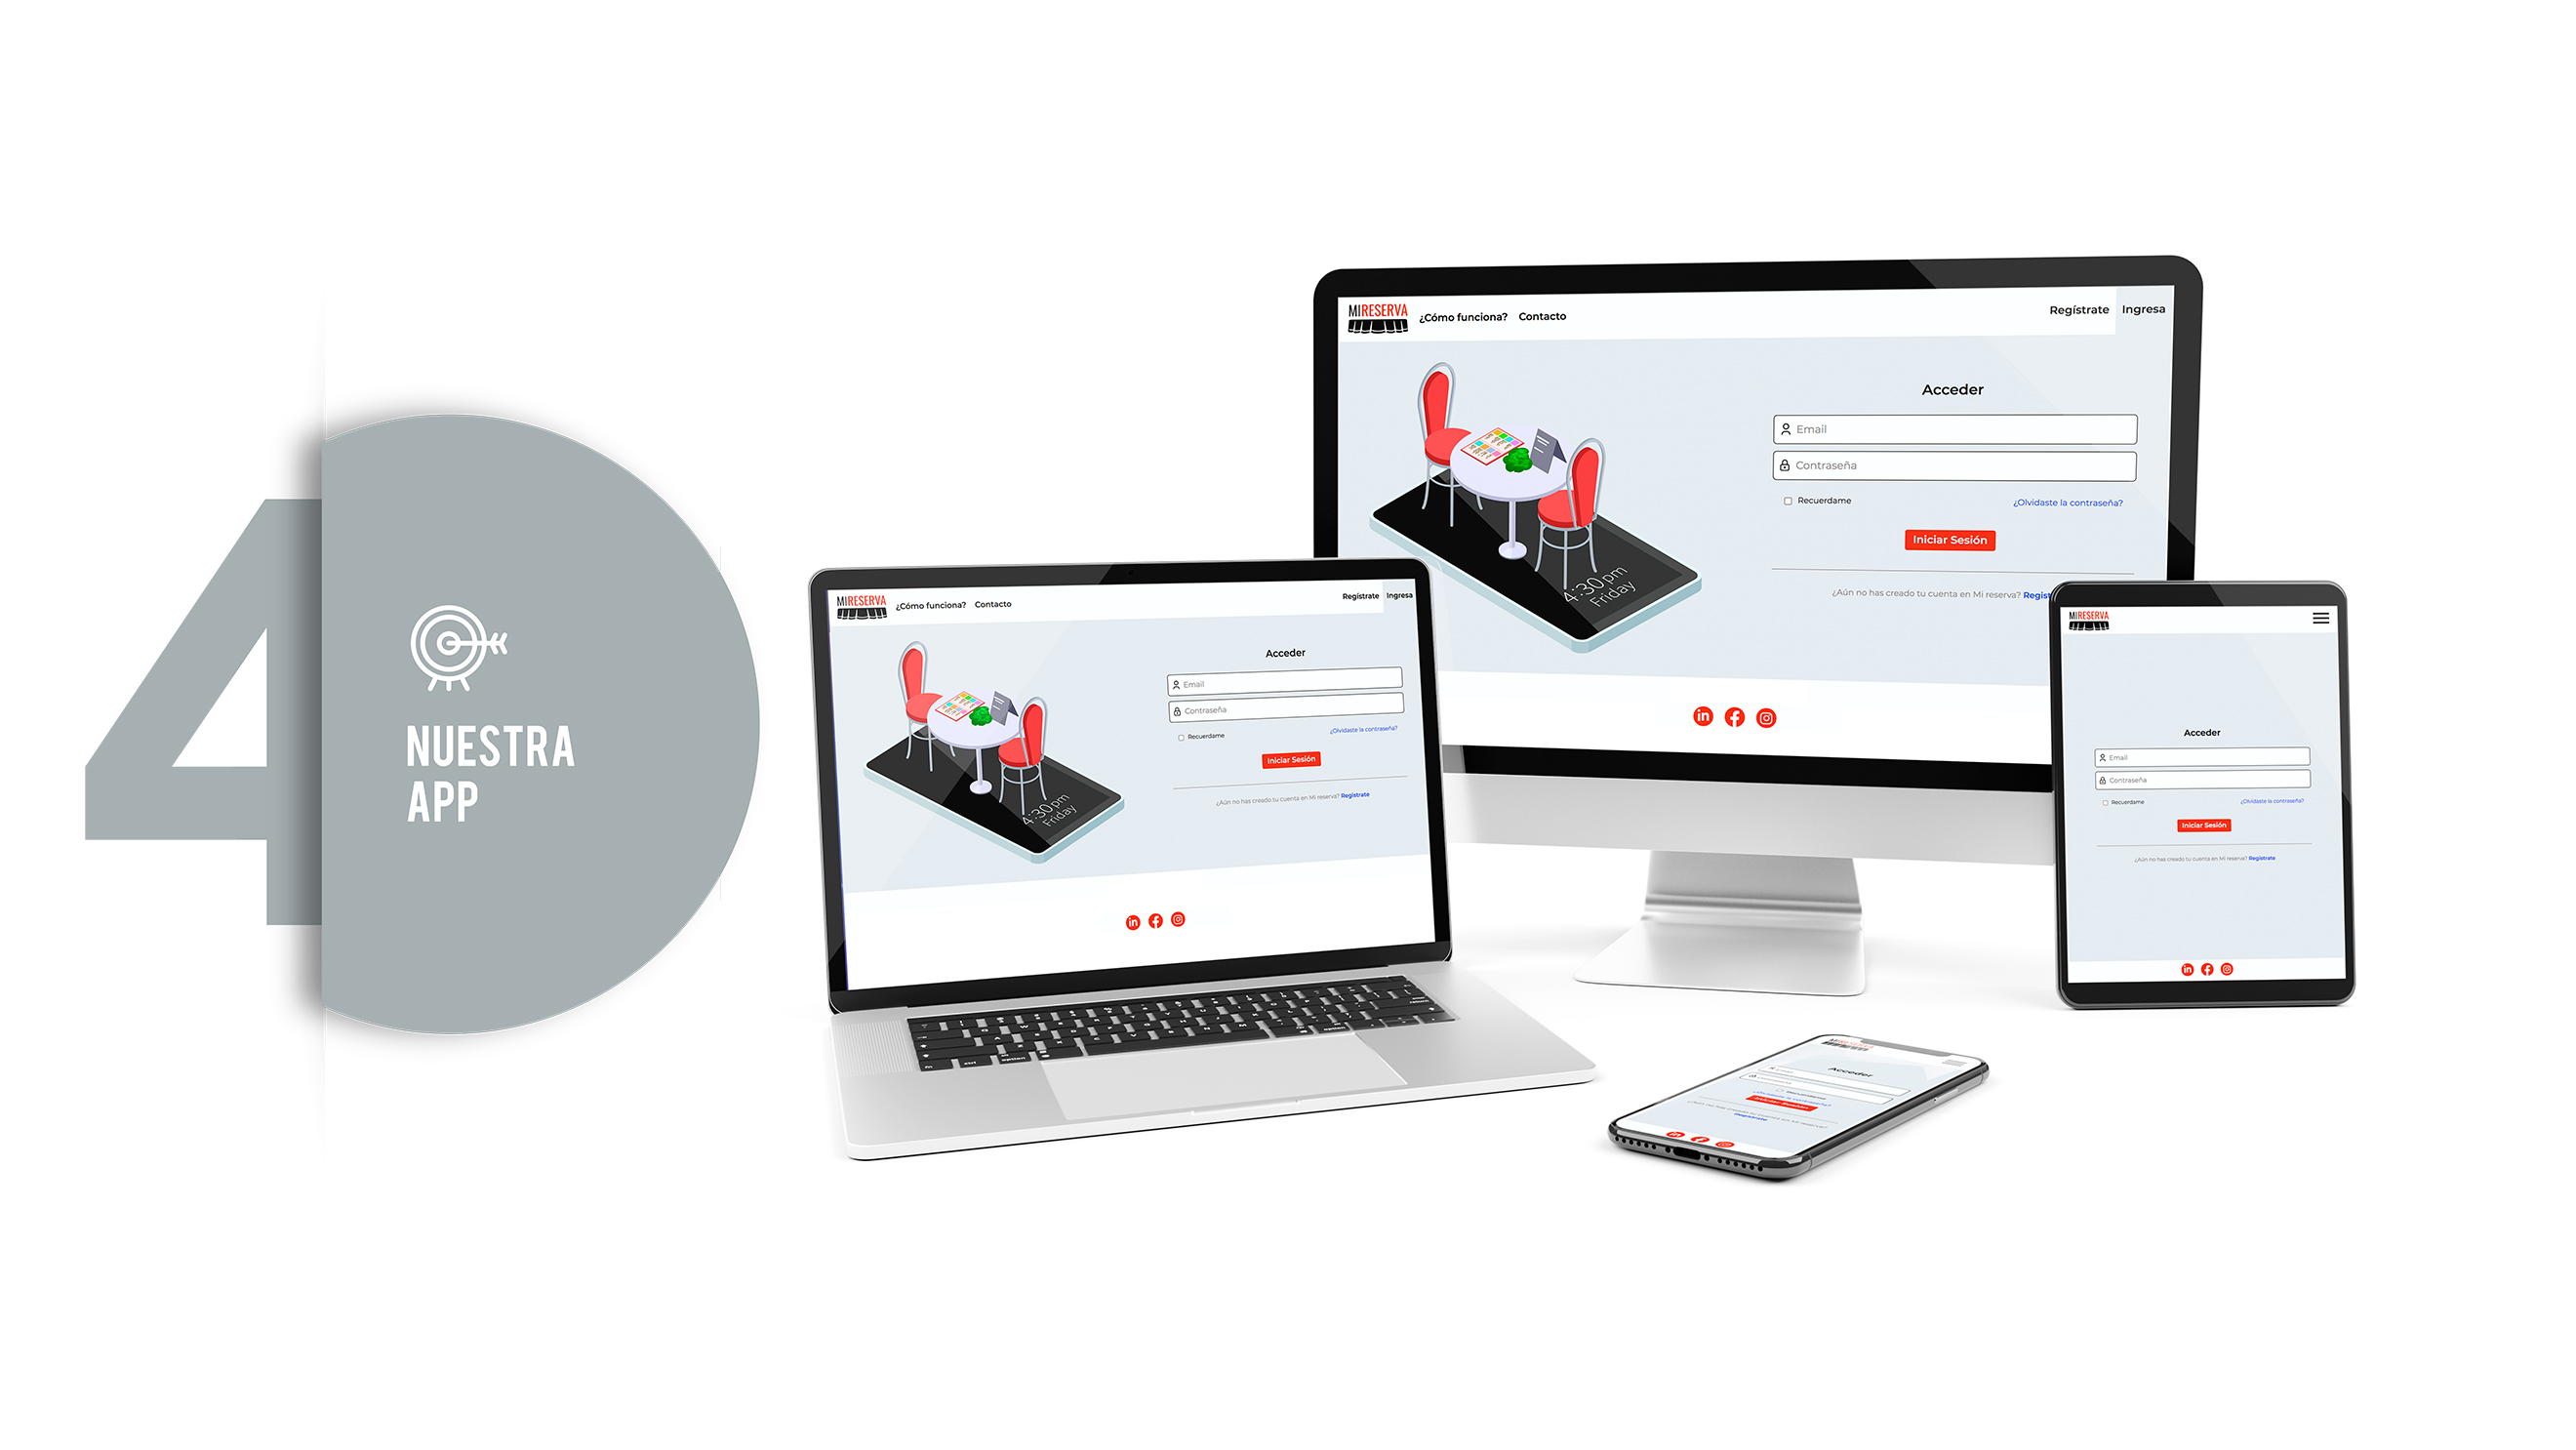 4
NUESTRA
APP
MIRESERVA
¿Cómo funciona? Contacto
Regístrate Ingresa
Acceder
Email
Contraseña
Recuerdame
¿Olvidaste la contraseña?
Iniciar Sesión
¿Aún no has creado tu cuenta en Mi reserva? Regist
4:30pm
Friday
MIRESERVA
¿Cómo funciona? Contacto
Regístrate Ingresa
Acceder
Email
Contraseña
Recuerdame
¿Olvidaste la contraseña?
Iniciar Sesión
¿Aún no has creado tu cuenta en Mi reserva? Regístrate
4:30pm
Friday
MIRESERVA
Acceder
Email
Contraseña
Recuerdame
¿Olvidaste la contraseña?
Iniciar Sesión
¿Aún no has creado tu cuenta en Mi reserva? Regístrate
MIRESERVA
Acceder